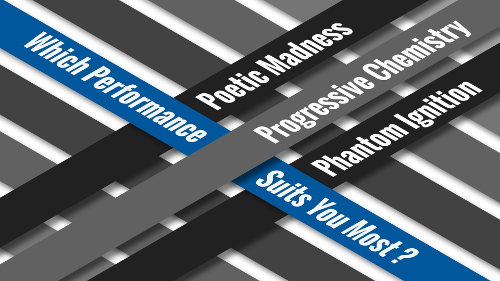 Which Performance
Suits You Most ?
Poetic Madness
Progressive Chemistry
Phantom Ignition